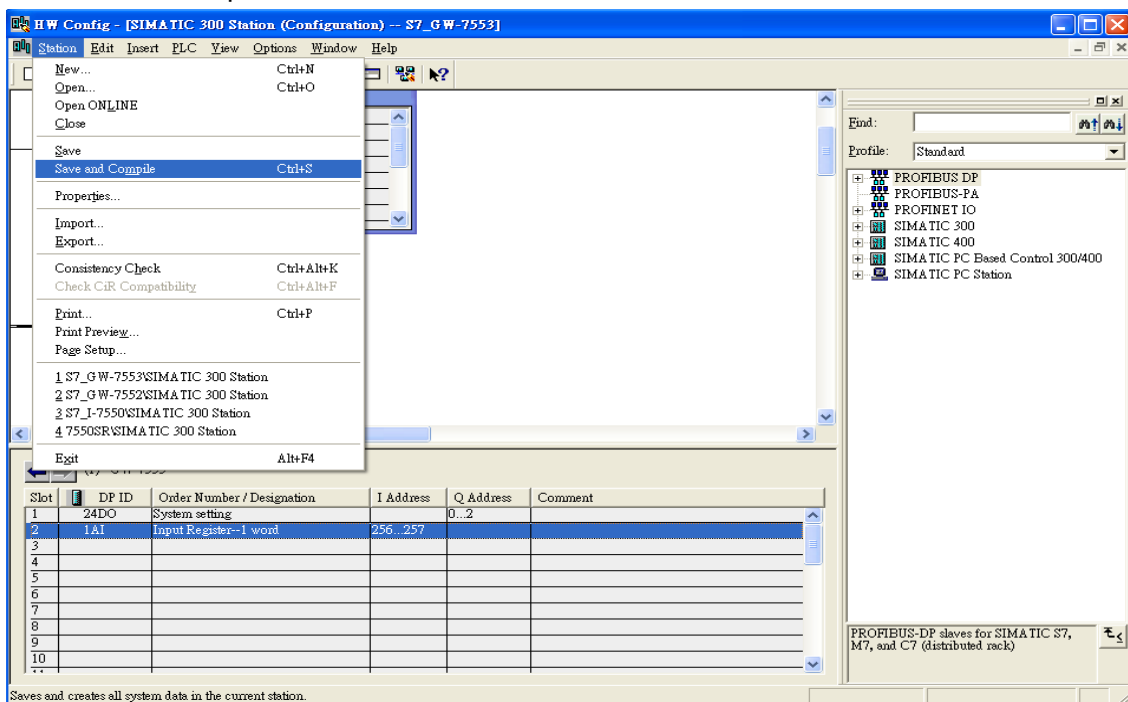 HW Config - [SIMATIC 300 Station (Configuration) -- S7_GW-7553]
Station Edit Insert PLC View Options Window Help
New... Ctrl+N
Open... Ctrl+O
Open ONLINE
Close
Save
Save and Compile Ctrl+S
Properties...
Import...
Export...
Consistency Check Ctrl+Alt+K
Check CiR Compatibility Ctrl+Alt+F
Print... Ctrl+P
Print Preview...
Page Setup...
1 S7_GW-7553\SIMATIC 300 Station
2 S7_GW-7552\SIMATIC 300 Station
3 S7_I-7550\SIMATIC 300 Station
4 7550SR\SIMATIC 300 Station
Exit Alt+F4
Find:
Profile: Standard
PROFIBUS DP
PROFIBUS-PA
PROFINET IO
SIMATIC 300
SIMATIC 400
SIMATIC PC Based Control 300/400
SIMATIC PC Station
Slot DP ID Order Number / Designation I Address Q Address Comment
1 24DO System setting 0...2
2 1AI Input Register--1 word 256...257
3
4
5
6
7
8
9
10
PROFIBUS-DP slaves for SIMATIC S7,
M7, and C7 (distributed rack)
Saves and creates all system data in the current station.